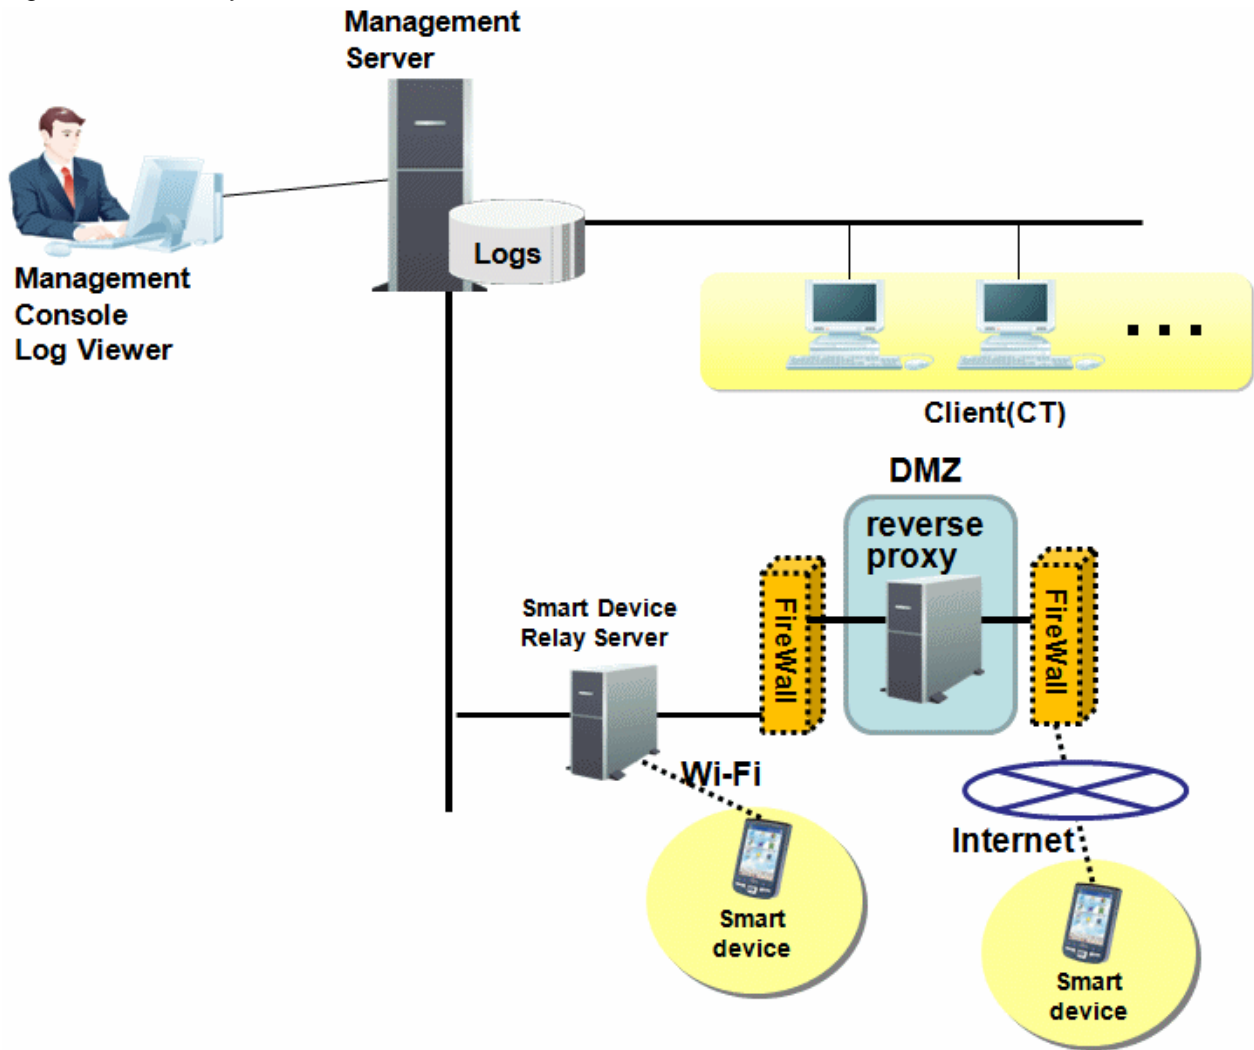 Management
Server
Logs
Management
Console
Log Viewer
Client(CT)
DMZ
reverse
proxy
FireWall
FireWall
Smart Device
Relay Server
Wi-Fi
Internet
Smart
device
Smart
device